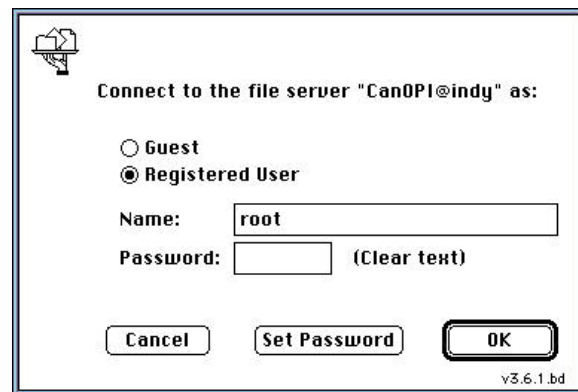 Connect to the file server "CanOPI@indy" as:
Guest
Registered User
Name: root
Password: (Clear text)
Cancel Set Password OK
v3.6.1.bd